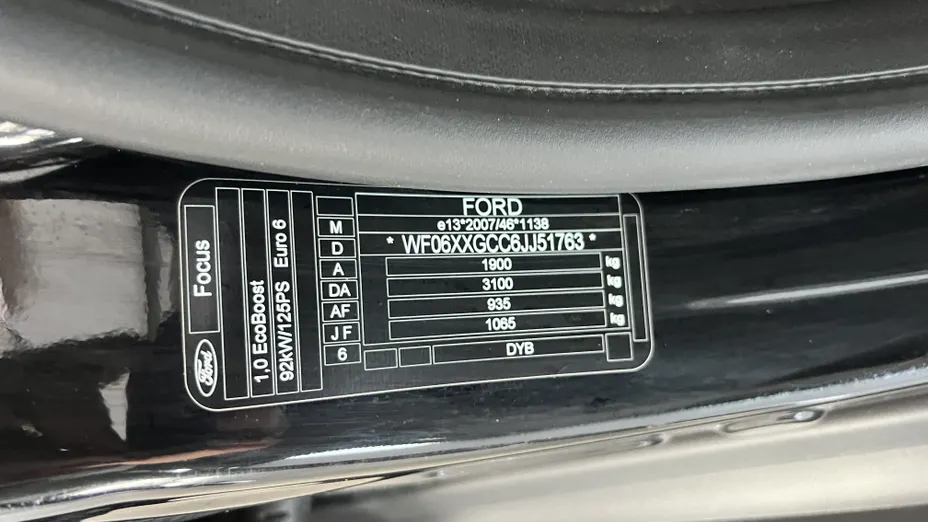 FORD
e13*2007/46*1138
* WF06XXGCC6JJ51763 *
1900 kg
3100 kg
935 kg
1065 kg
DYB
M
D
A
DA
AF
J F
6
Focus
Ford
1,0 EcoBoost
92kW/125PS Euro 6